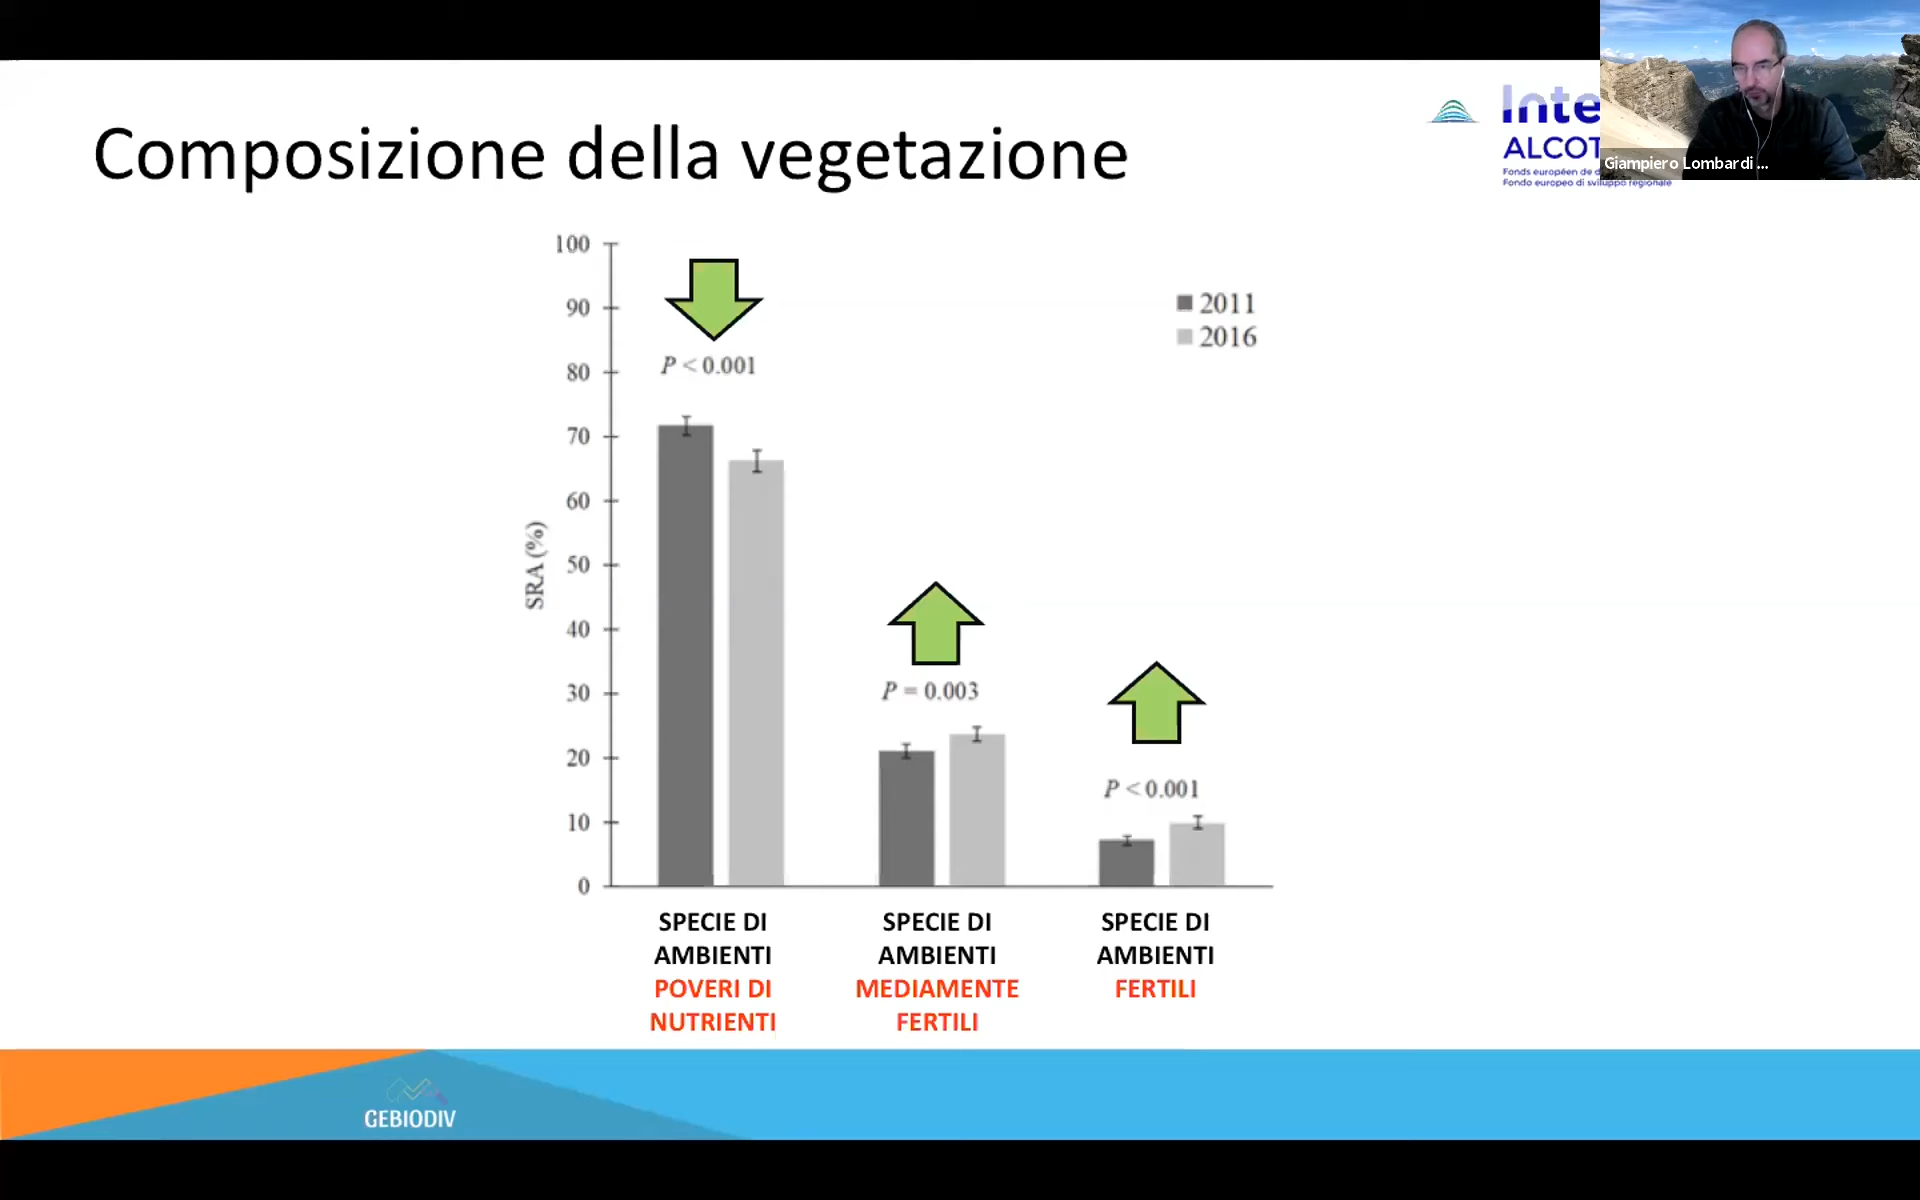 Composizione della vegetazione
Inte
ALCOT
Fonds européen de d
Fondo europeo di sviluppo regionale
Giampiero Lombardi ...
100
90
80
70
60
50
40
30
20
10
0
SRA (%)
2011
2016
P < 0.001
P = 0.003
P < 0.001
SPECIE DI
AMBIENTI
POVERI DI
NUTRIENTI
SPECIE DI
AMBIENTI
MEDIAMENTE
FERTILI
SPECIE DI
AMBIENTI
FERTILI
GEBIODIV